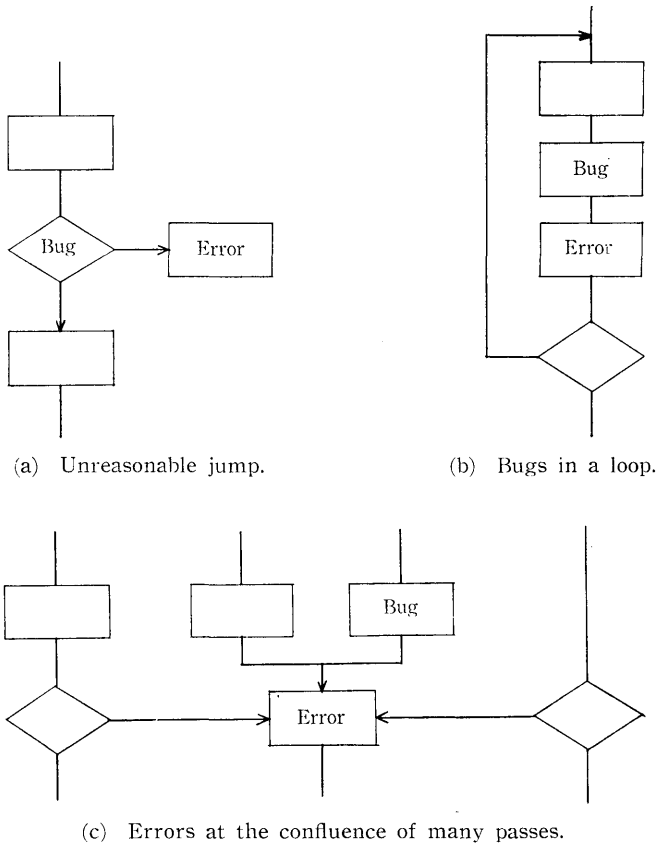 Bug
Error
(a) Unreasonable jump.
Bug
Error
(b) Bugs in a loop.
Bug
Error
(c) Errors at the confluence of many passes.